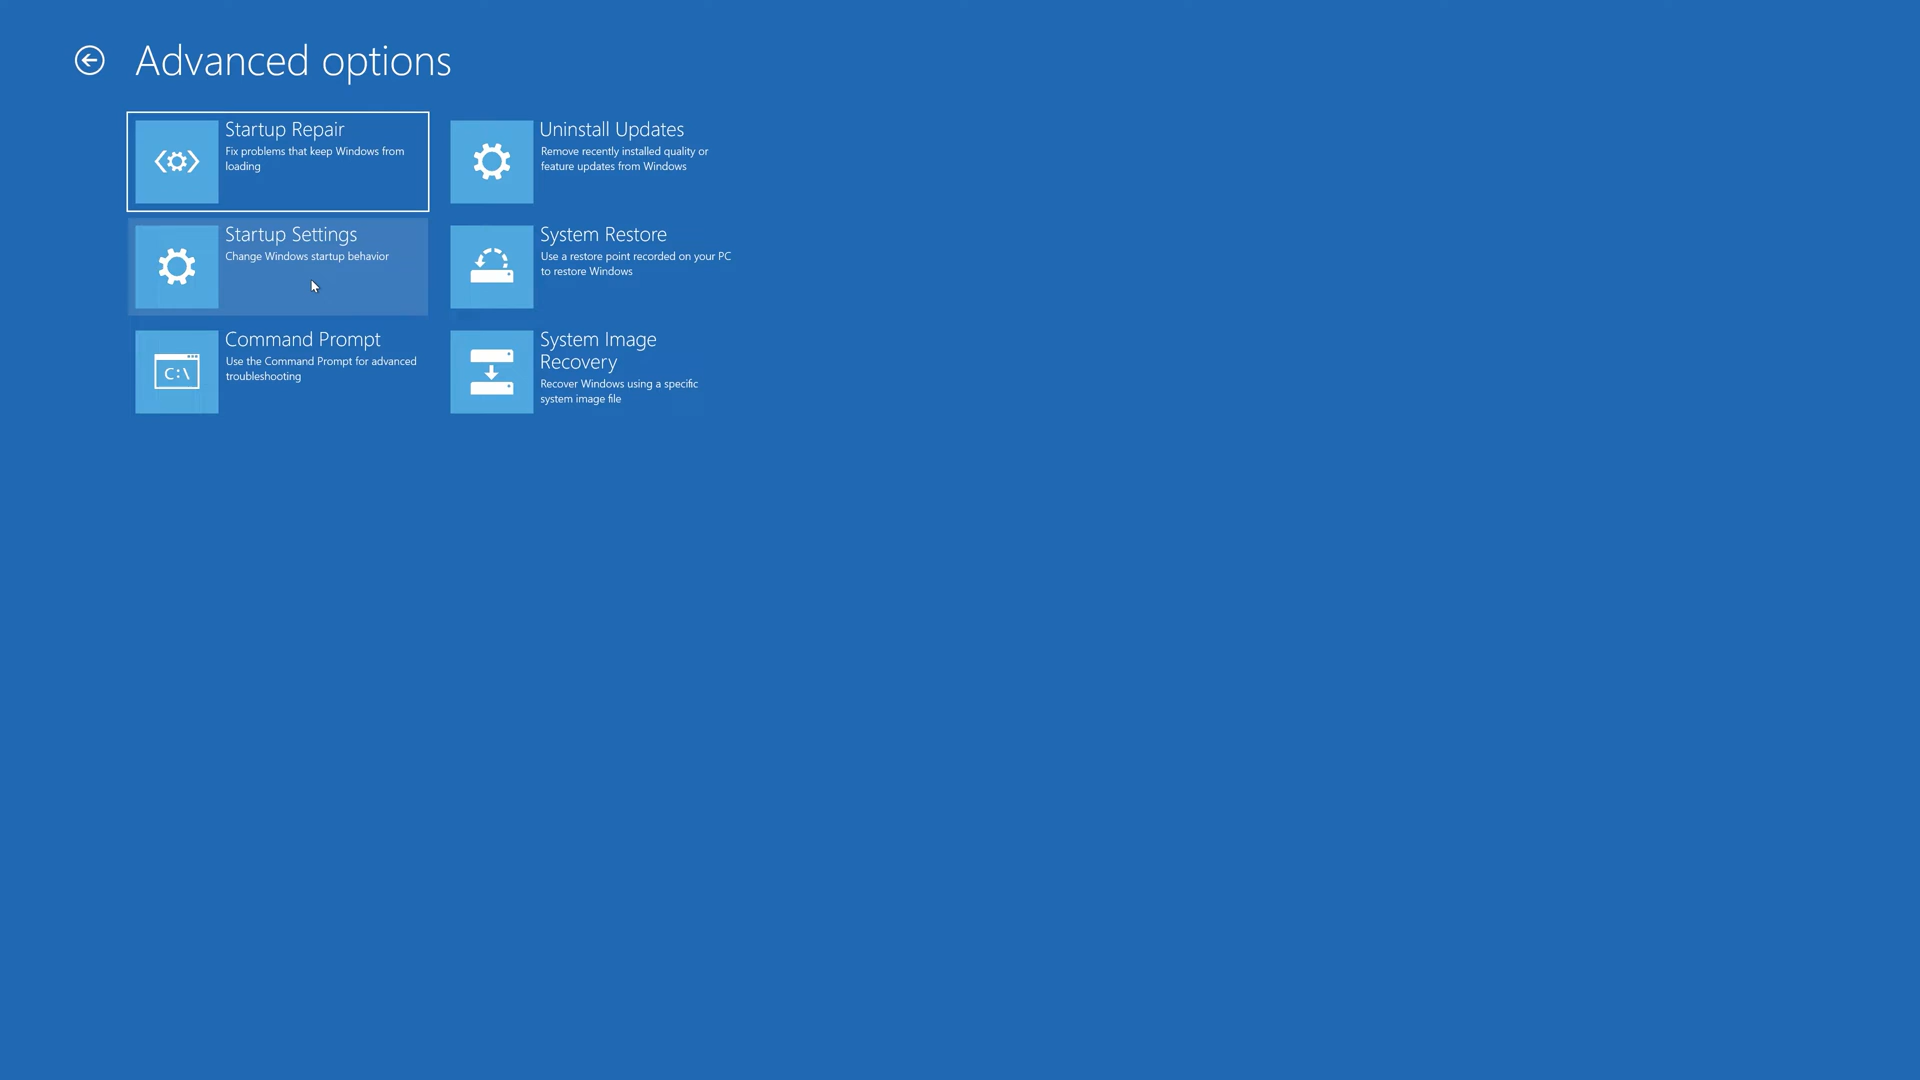 Advanced options
Startup Repair
Fix problems that keep Windows from
loading
Uninstall Updates
Remove recently installed quality or
feature updates from Windows
Startup Settings
Change Windows startup behavior
System Restore
Use a restore point recorded on your PC
to restore Windows
Command Prompt
Use the Command Prompt for advanced
troubleshooting
C:\
System Image
Recovery
Recover Windows using a specific
system image file